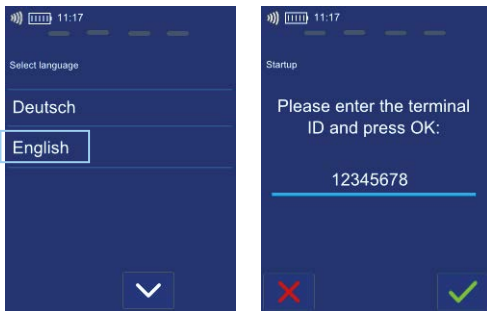 11:17
Select language
Deutsch
English
11:17
Startup
Please enter the terminal
ID and press OK:
12345678